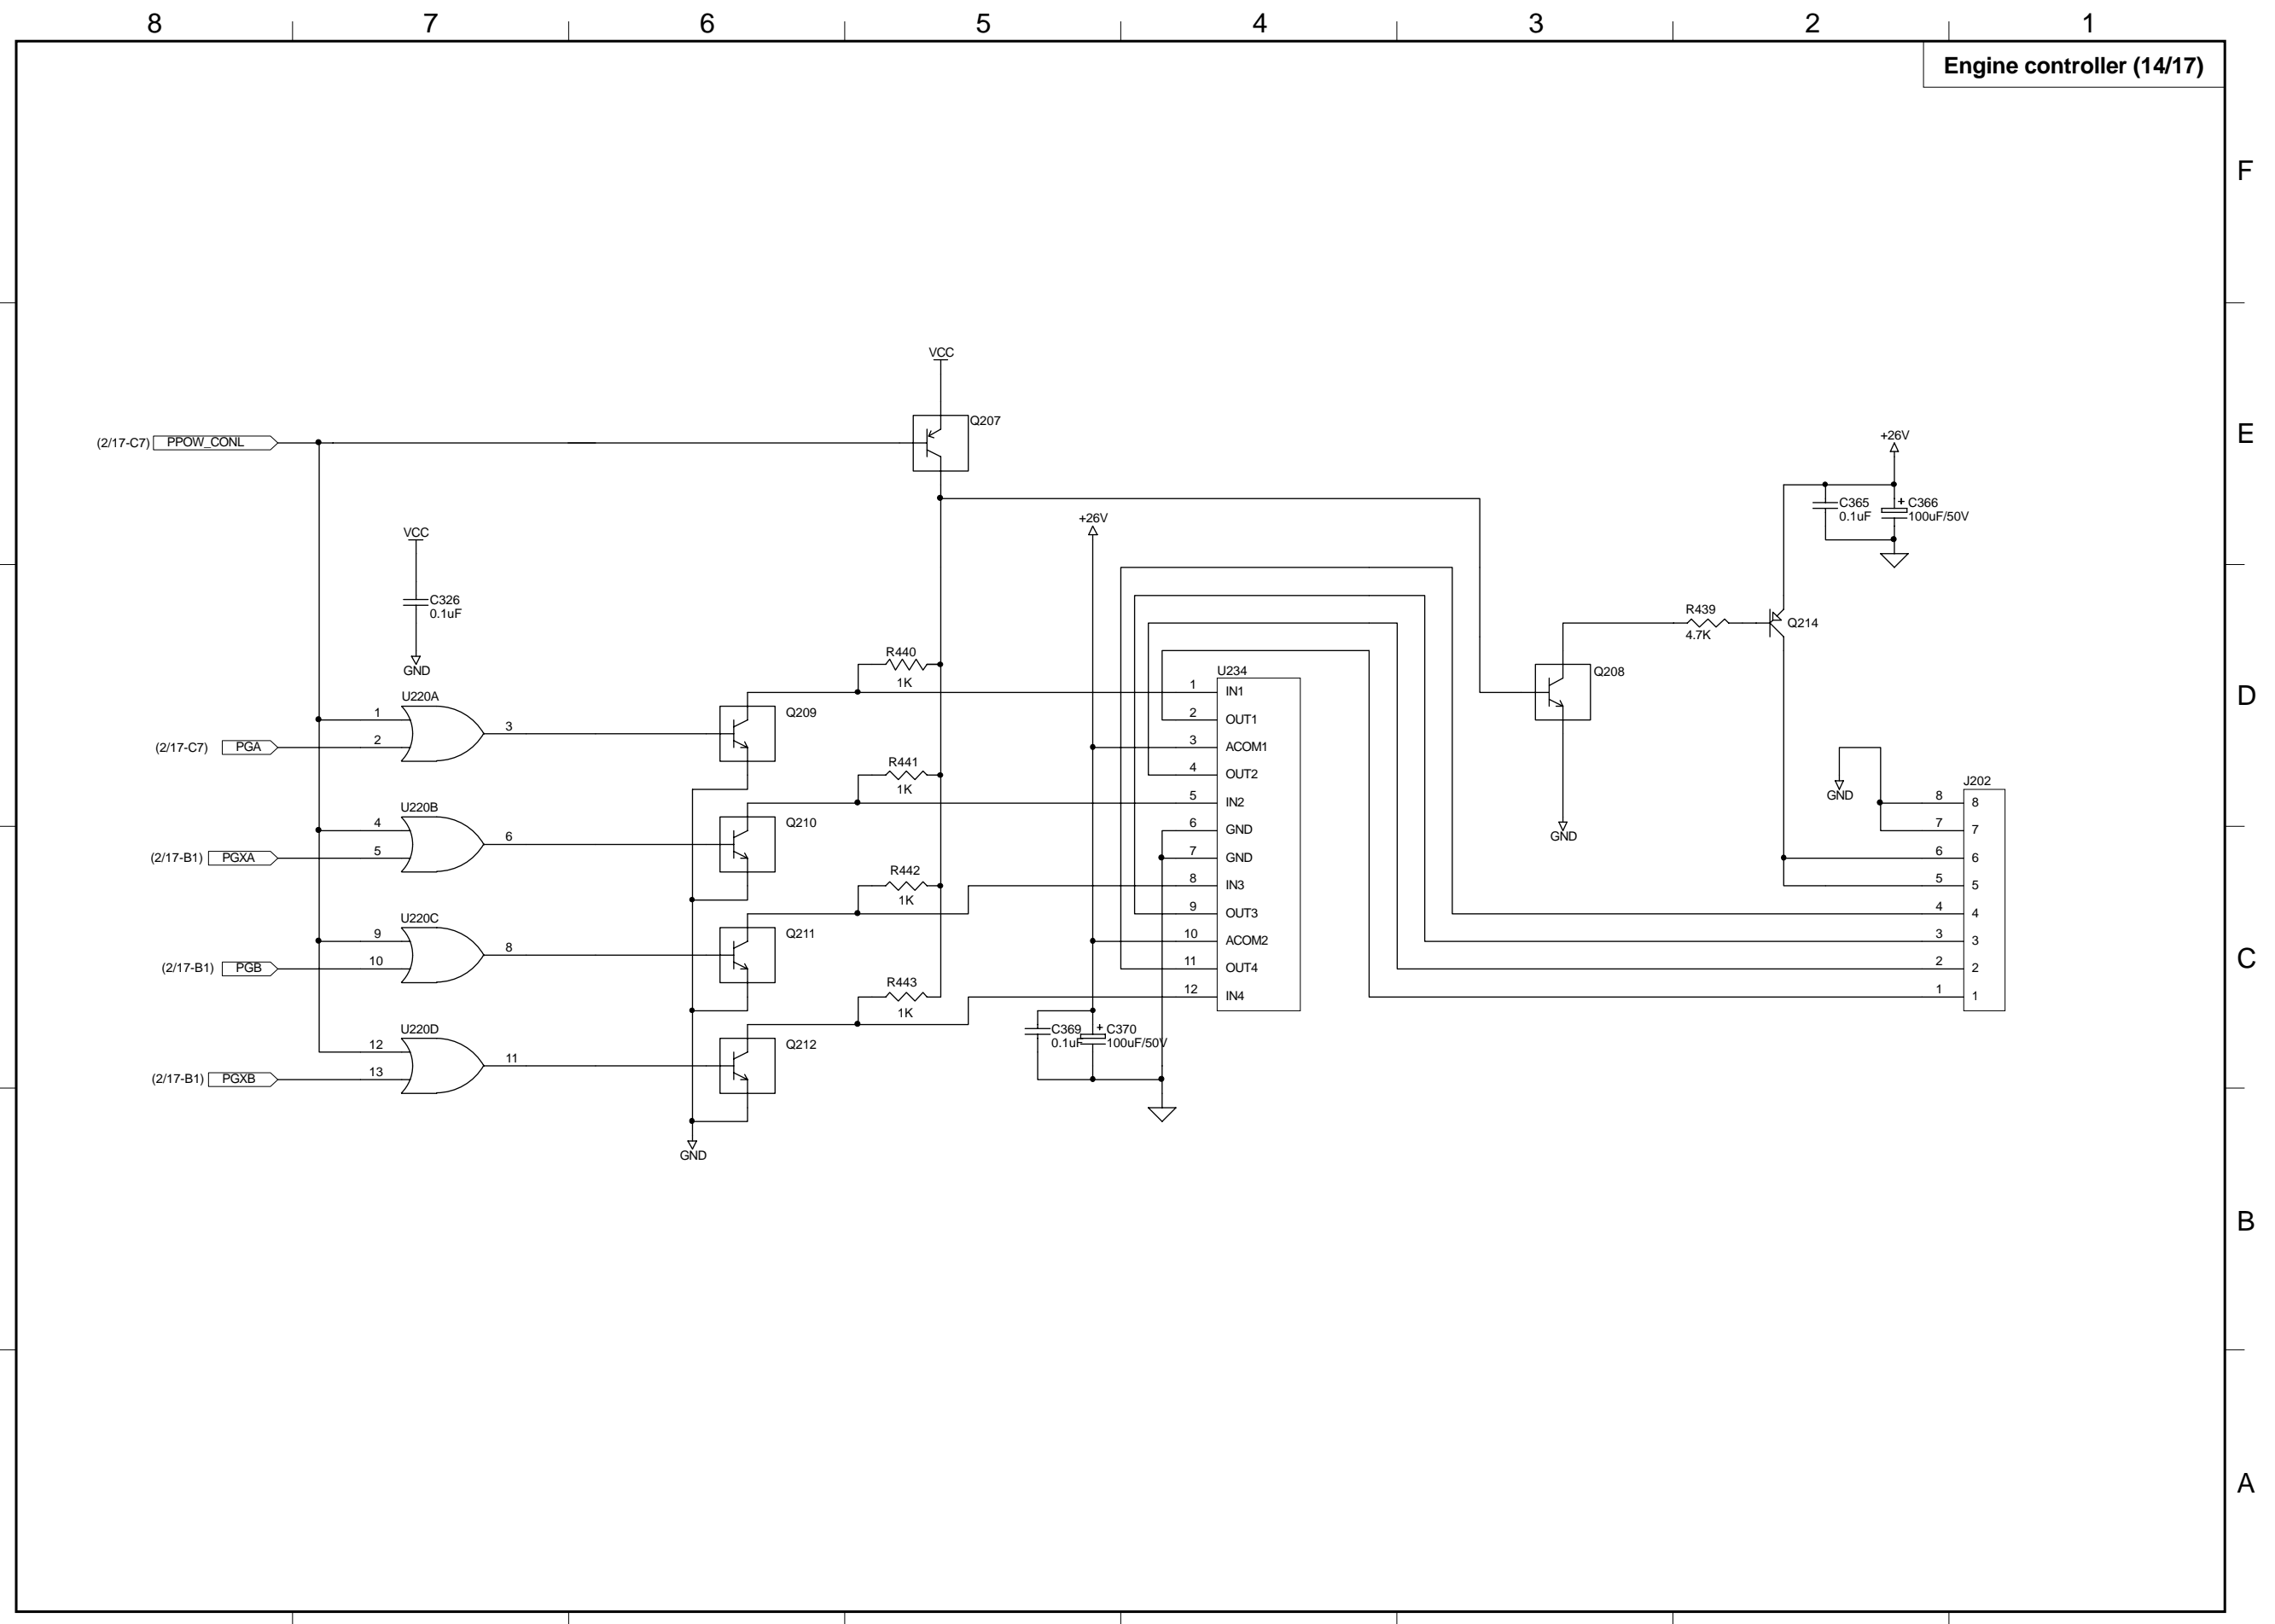 8 7 6 5 4 3 2 1
Engine controller (14/17)
F
VCC
Q207
(2/17-C7) PPOW_CONL
+26V
E
C365
0.1uF
+ C366
100uF/50V
+26V
VCC
C326
0.1uF
GND
R439
4.7K
Q214
R440
1K
U234
Q208
D
U220A
1
2
3
(2/17-C7) PGA
Q209
1 IN1
2 OUT1
3 ACOM1
4 OUT2
5 IN2
6 GND
7 GND
8 IN3
9 OUT3
10 ACOM2
11 OUT4
12 IN4
R441
1K
GND
GND
J202
8 8
7 7
6 6
5 5
4 4
3 3
2 2
1 1
U220B
4
5
6
(2/17-B1) PGXA
Q210
R442
1K
U220C
9
10
8
(2/17-B1) PGB
Q211
C
R443
1K
U220D
12
13
11
(2/17-B1) PGXB
Q212
C369
0.1uF
+ C370
100uF/50V
GND
B
A